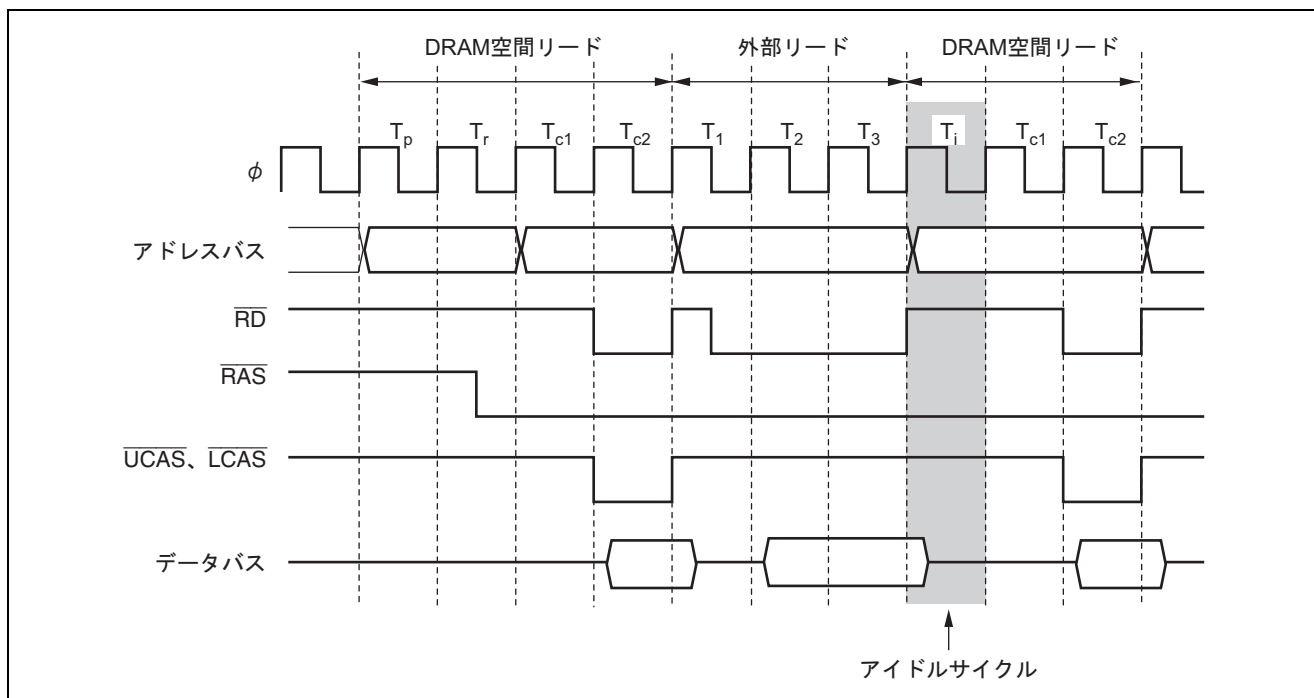 DRAM空間リード 外部リード DRAM空間リード
Tp Tr Tc1 Tc2 T1 T2 T3 Ti Tc1 Tc2
φ
アドレスバス
RD
RAS
UCAS、LCAS
データバス
アイドルサイクル